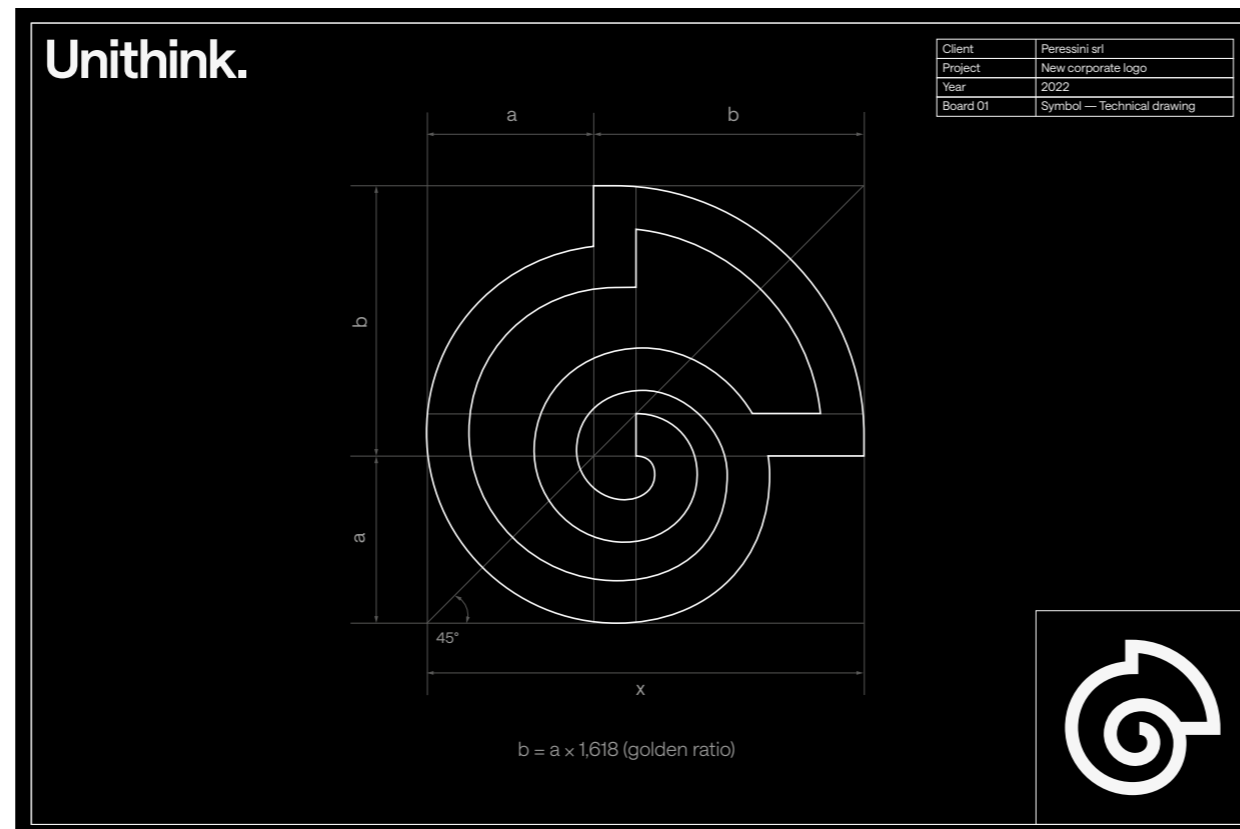 Unithink.
Client Peressini srl
Project New corporate logo
Year 2022
Board 01 Symbol — Technical drawing
a b
b
a
45°
x
b = a × 1,618 (golden ratio)